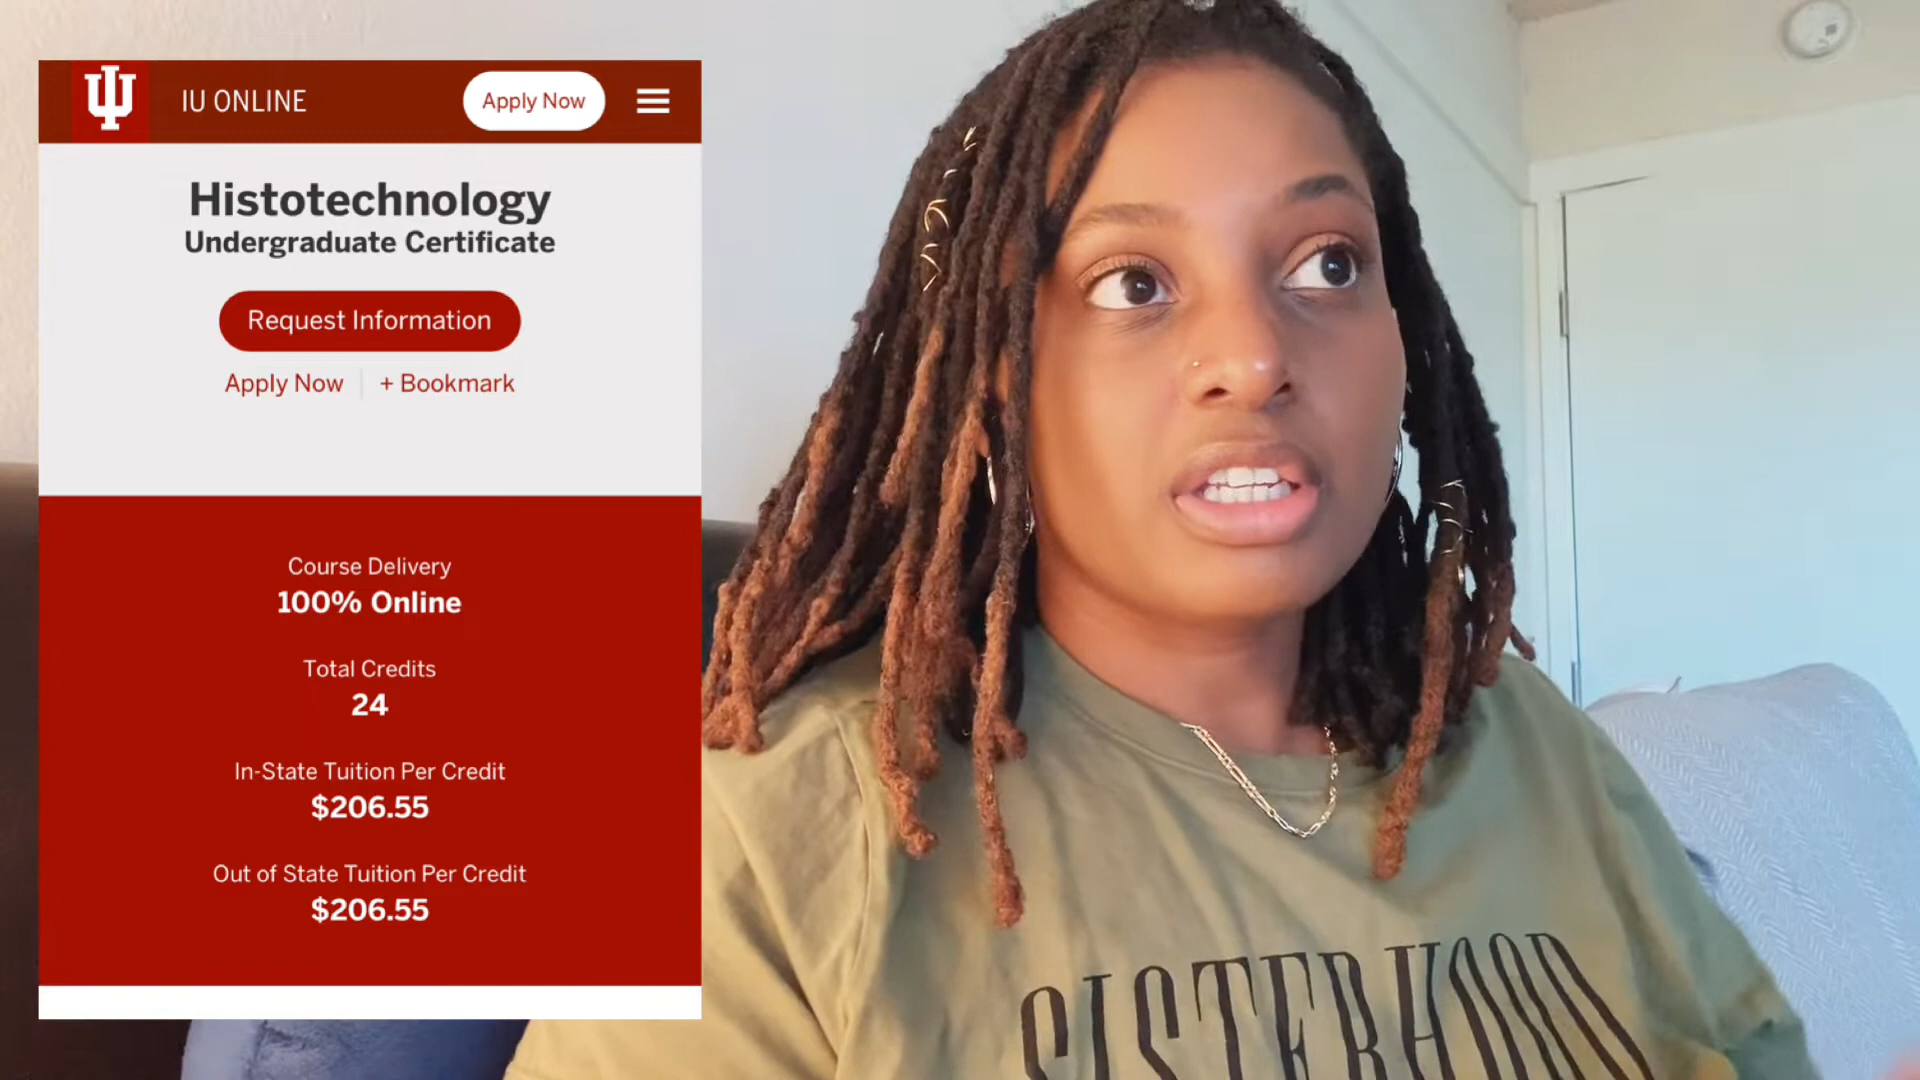 IU ONLINE
Apply Now
Histotechnology
Undergraduate Certificate
Request Information
Apply Now
+ Bookmark
Course Delivery
100% Online
Total Credits
24
In-State Tuition Per Credit
$206.55
Out of State Tuition Per Credit
$206.55
SISTERHOOD